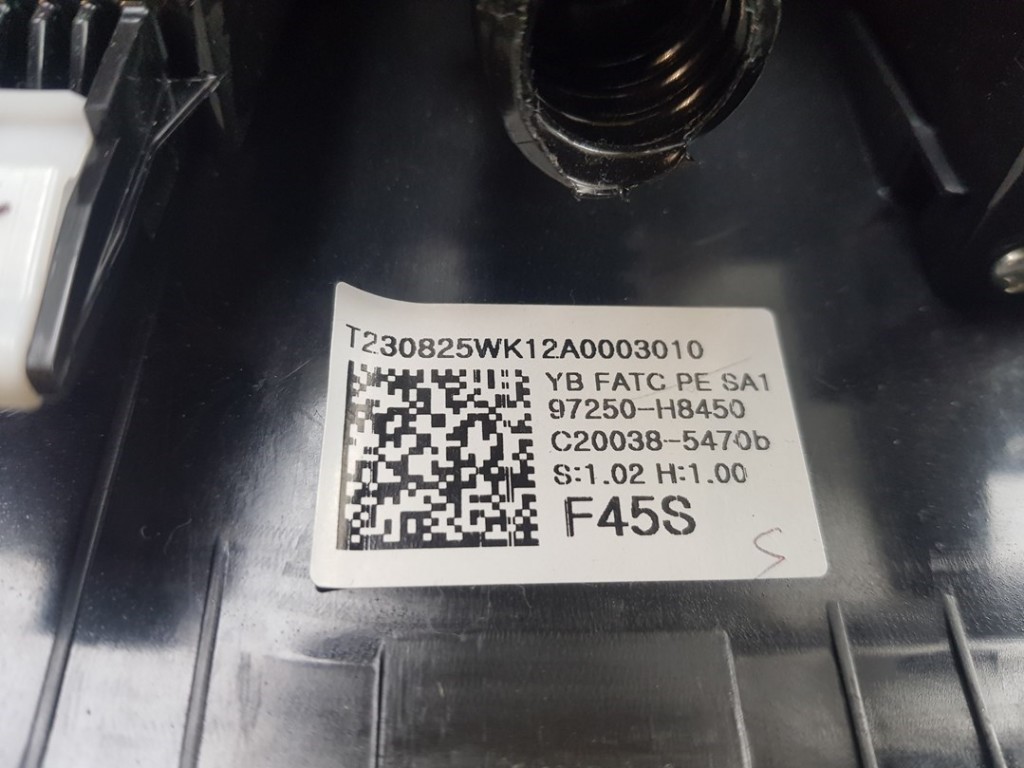 T230825WK12A0003010
YB FATC PE SA1
97250-H8450
C20038-5470b
S:1.02 H:1.00
F45S
S